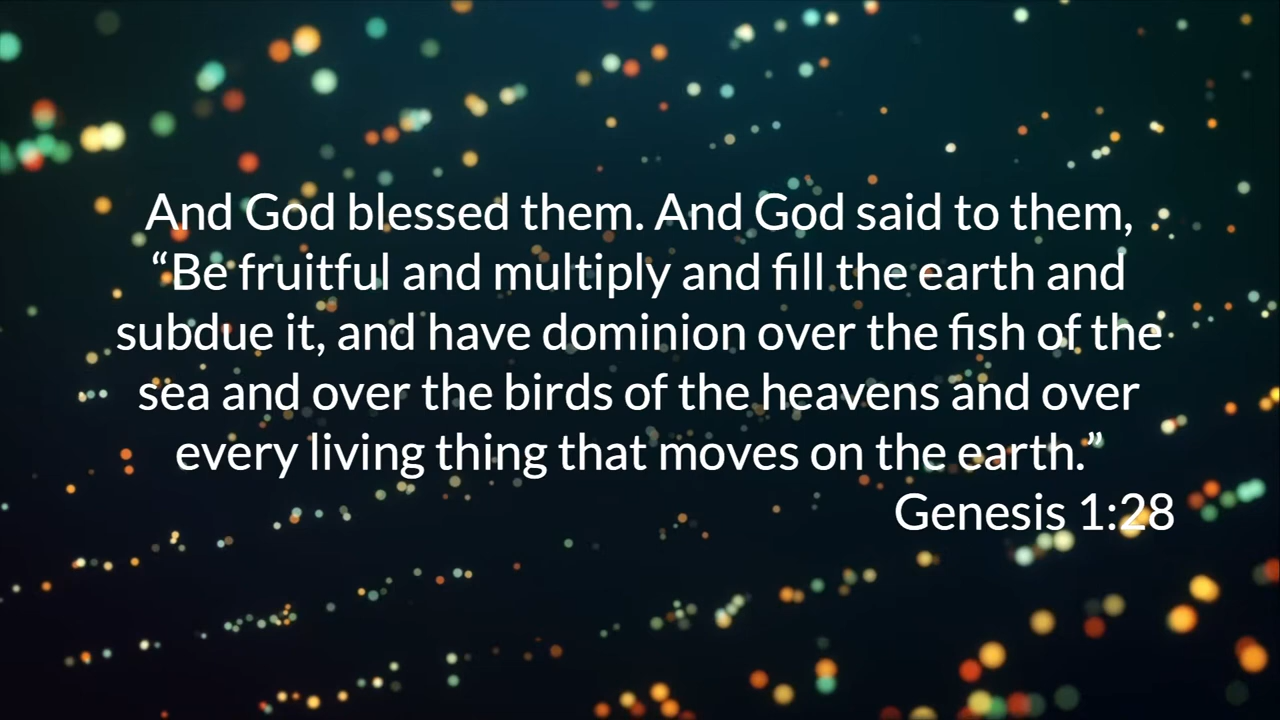 And God blessed them. And God said to them,
“Be fruitful and multiply and fill the earth and
subdue it, and have dominion over the fish of the
sea and over the birds of the heavens and over
every living thing that moves on the earth.”
Genesis 1:28